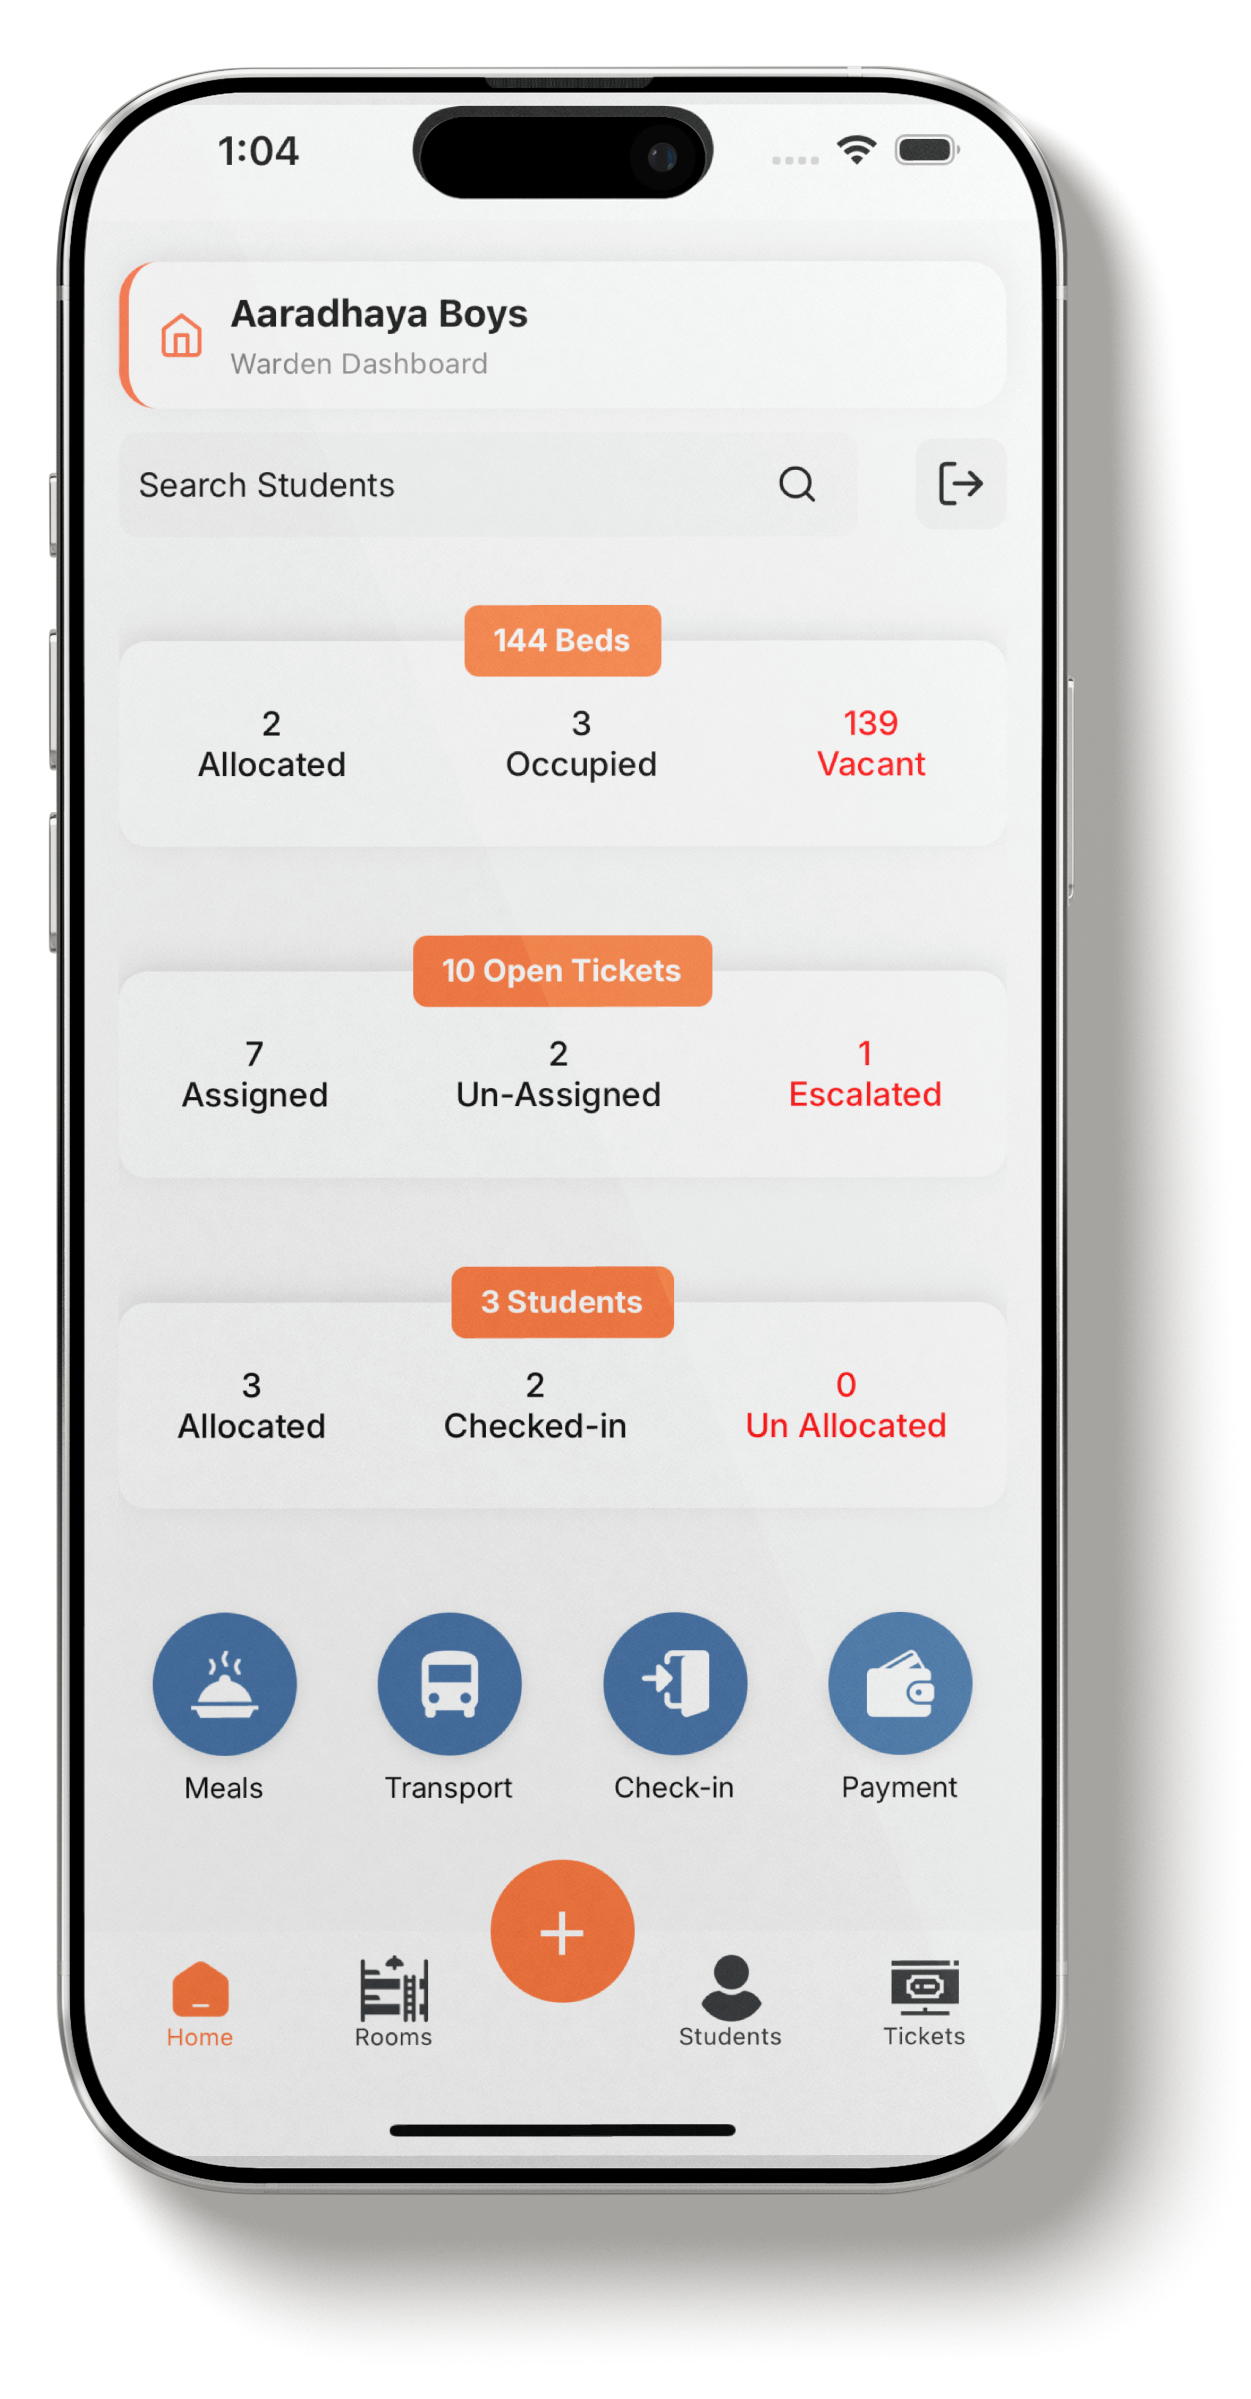 1:04
Aaradhaya Boys
Warden Dashboard
Search Students
144 Beds
2 3 139
Allocated Occupied Vacant
10 Open Tickets
7 2 1
Assigned Un-Assigned Escalated
3 Students
3 2 0
Allocated Checked-in Un Allocated
Meals Transport Check-in Payment
+
Home Rooms Students Tickets